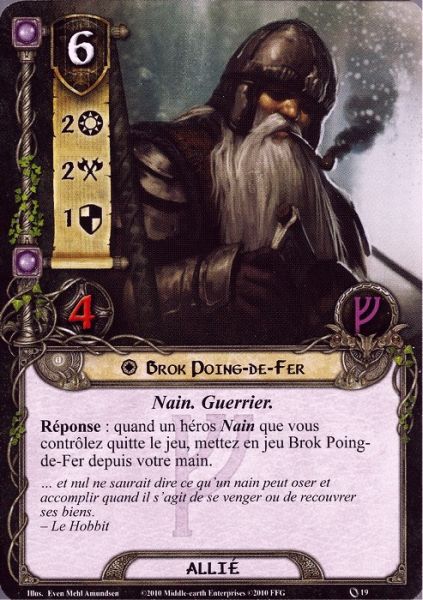 6
2
2
1
4
Brok Poing-de-Fer
Nain. Guerrier.
Réponse : quand un héros Nain que vous
contrôlez quitte le jeu, mettez en jeu Brok Poing-
de-Fer depuis votre main.
… et nul ne saurait dire ce qu’un nain peut oser et
accomplir quand il s’agit de se venger ou de recouvrer
ses biens.
– Le Hobbit
ALLIÉ
Illus. Even Mehl Amundsen ©2010 Middle-earth Enterprises ©2010 FFG 19